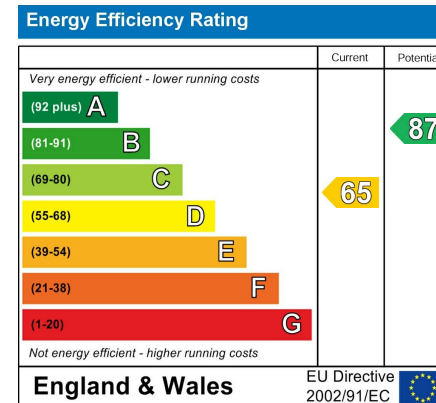 Energy Efficiency Rating
Current Potentia
Very energy efficient - lower running costs
(92 plus) A
(81-91) B
87
(69-80) C
65
(55-68) D
(39-54) E
(21-38) F
(1-20) G
Not energy efficient - higher running costs
England & Wales
EU Directive
2002/91/EC